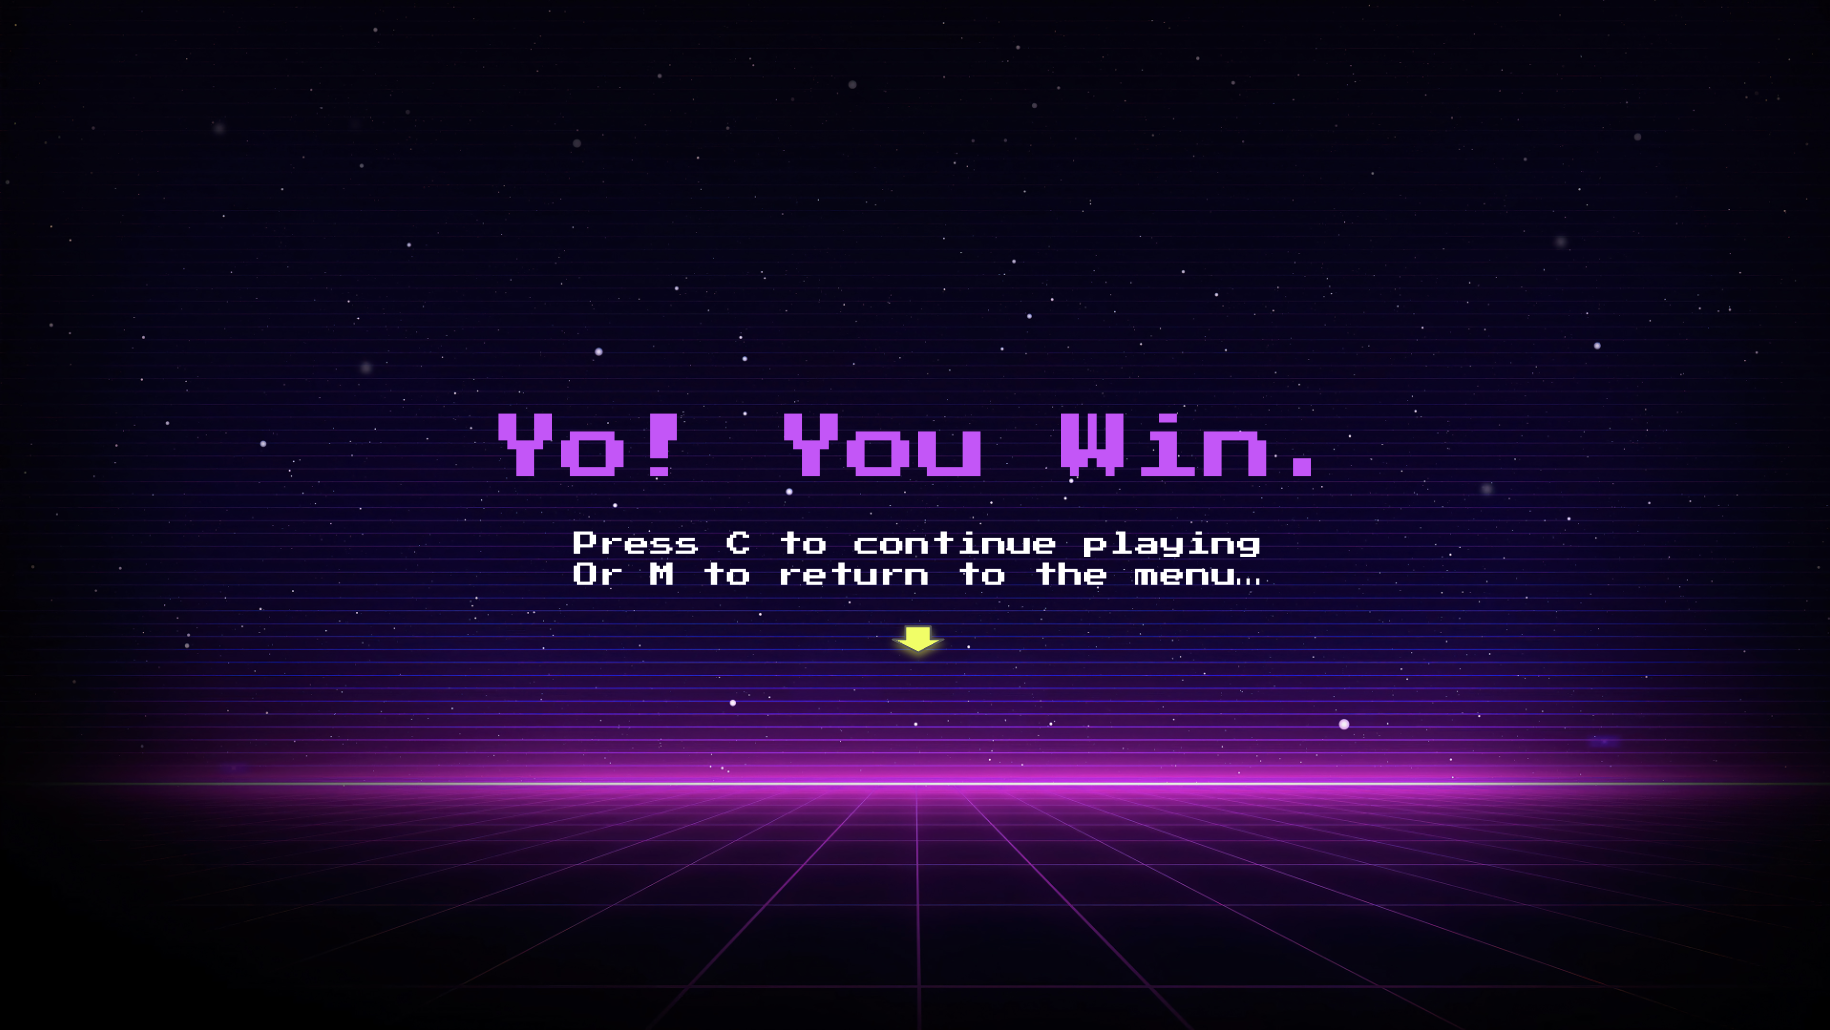 Yo! You Win.
Press C to continue playing
Or M to return to the menu...